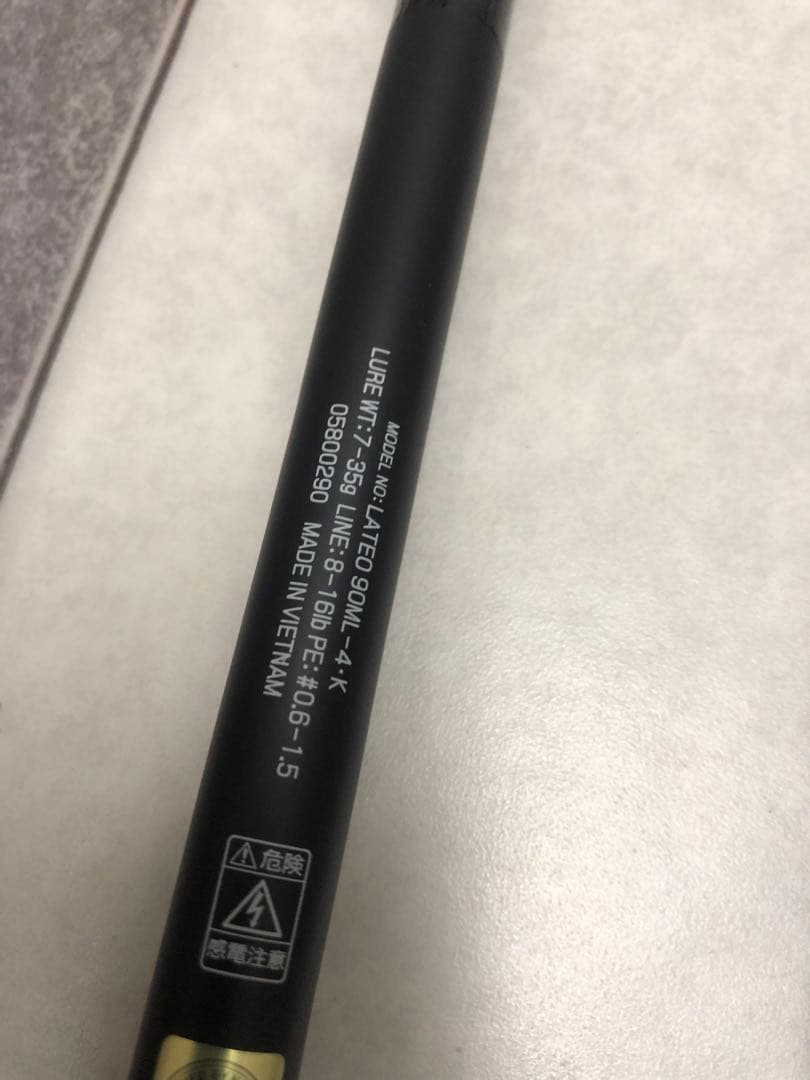 MODEL NO: LATEO 90ML-4・K
LURE WT: 7-35g LINE: 8-16lb PE: #0.6-1.5
05800290 MADE IN VIETNAM
危険
感電注意